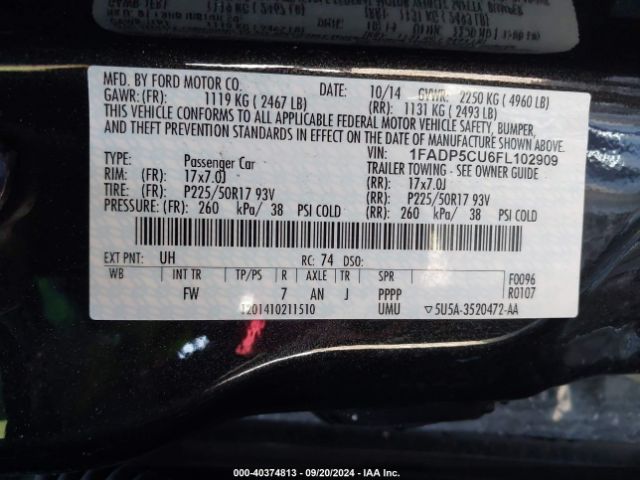 MFD. BY FORD MOTOR CO. DATE: 10/14 GVWR: 2250 KG ( 4960 LB)
GAWR: (FR): 1119 KG ( 2467 LB) (RR): 1131 KG ( 2493 LB)
THIS VEHICLE CONFORMS TO ALL APPLICABLE FEDERAL MOTOR VEHICLE SAFETY, BUMPER,
AND THEFT PREVENTION STANDARDS IN EFFECT ON THE DATE OF MANUFACTURE SHOWN ABOVE.
VIN: 1FADP5CU6FL102909
TYPE: Passenger Car TRAILER TOWING - SEE OWNER GUIDE
RIM: (FR): 17x7.0J (RR): 17x7.0J
TIRE: (FR): P225/50R17 93V (RR): P225/50R17 93V
PRESSURE: (FR): 260 kPa/ 38 PSI COLD (RR): 260 kPa/ 38 PSI COLD
EXT PNT: UH RC: 74 DSO:
WB INT TR TP/PS R AXLE TR SPR F0096
FW 7 AN J PPPP R0107
T201410211510 UMU ▽5U5A-3520472-AA
000-40374813 - 09/20/2024 - IAA Inc.